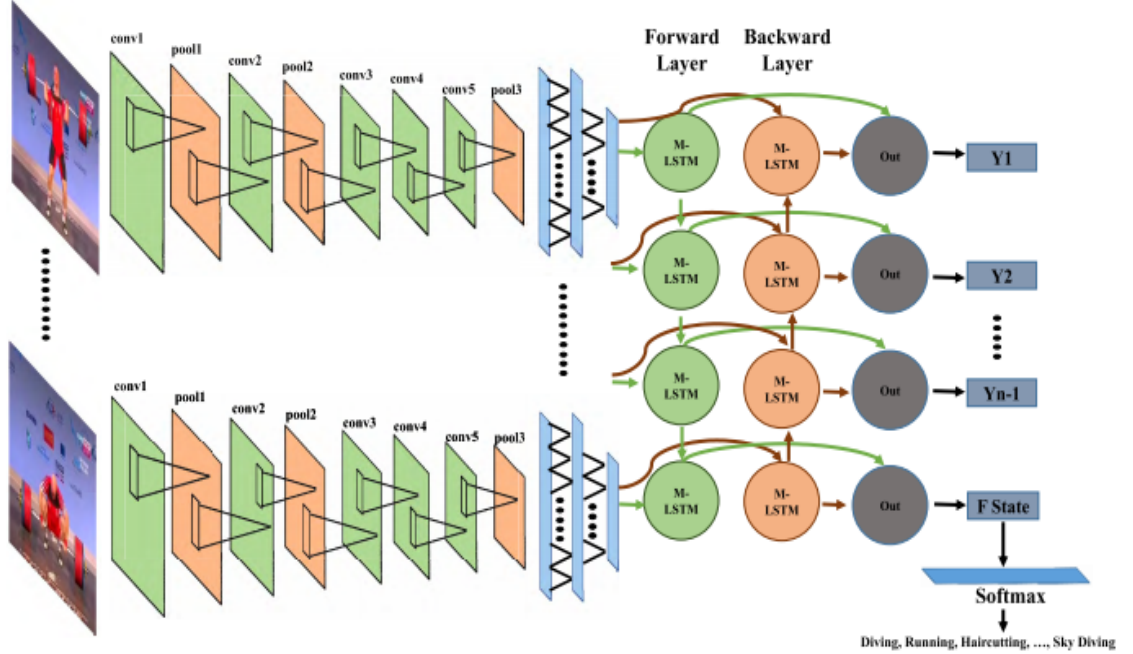 Forward
Layer
Backward
Layer
conv1
pool1
conv2
pool2
conv3
conv4
conv5
pool3
M-
LSTM
M-
LSTM
Out
Y1
M-
LSTM
M-
LSTM
Out
Y2
M-
LSTM
M-
LSTM
Out
Yn-1
conv1
pool1
conv2
pool2
conv3
conv4
conv5
pool3
M-
LSTM
M-
LSTM
Out
F State
Softmax
Diving, Running, Haircutting, ..., Sky Diving